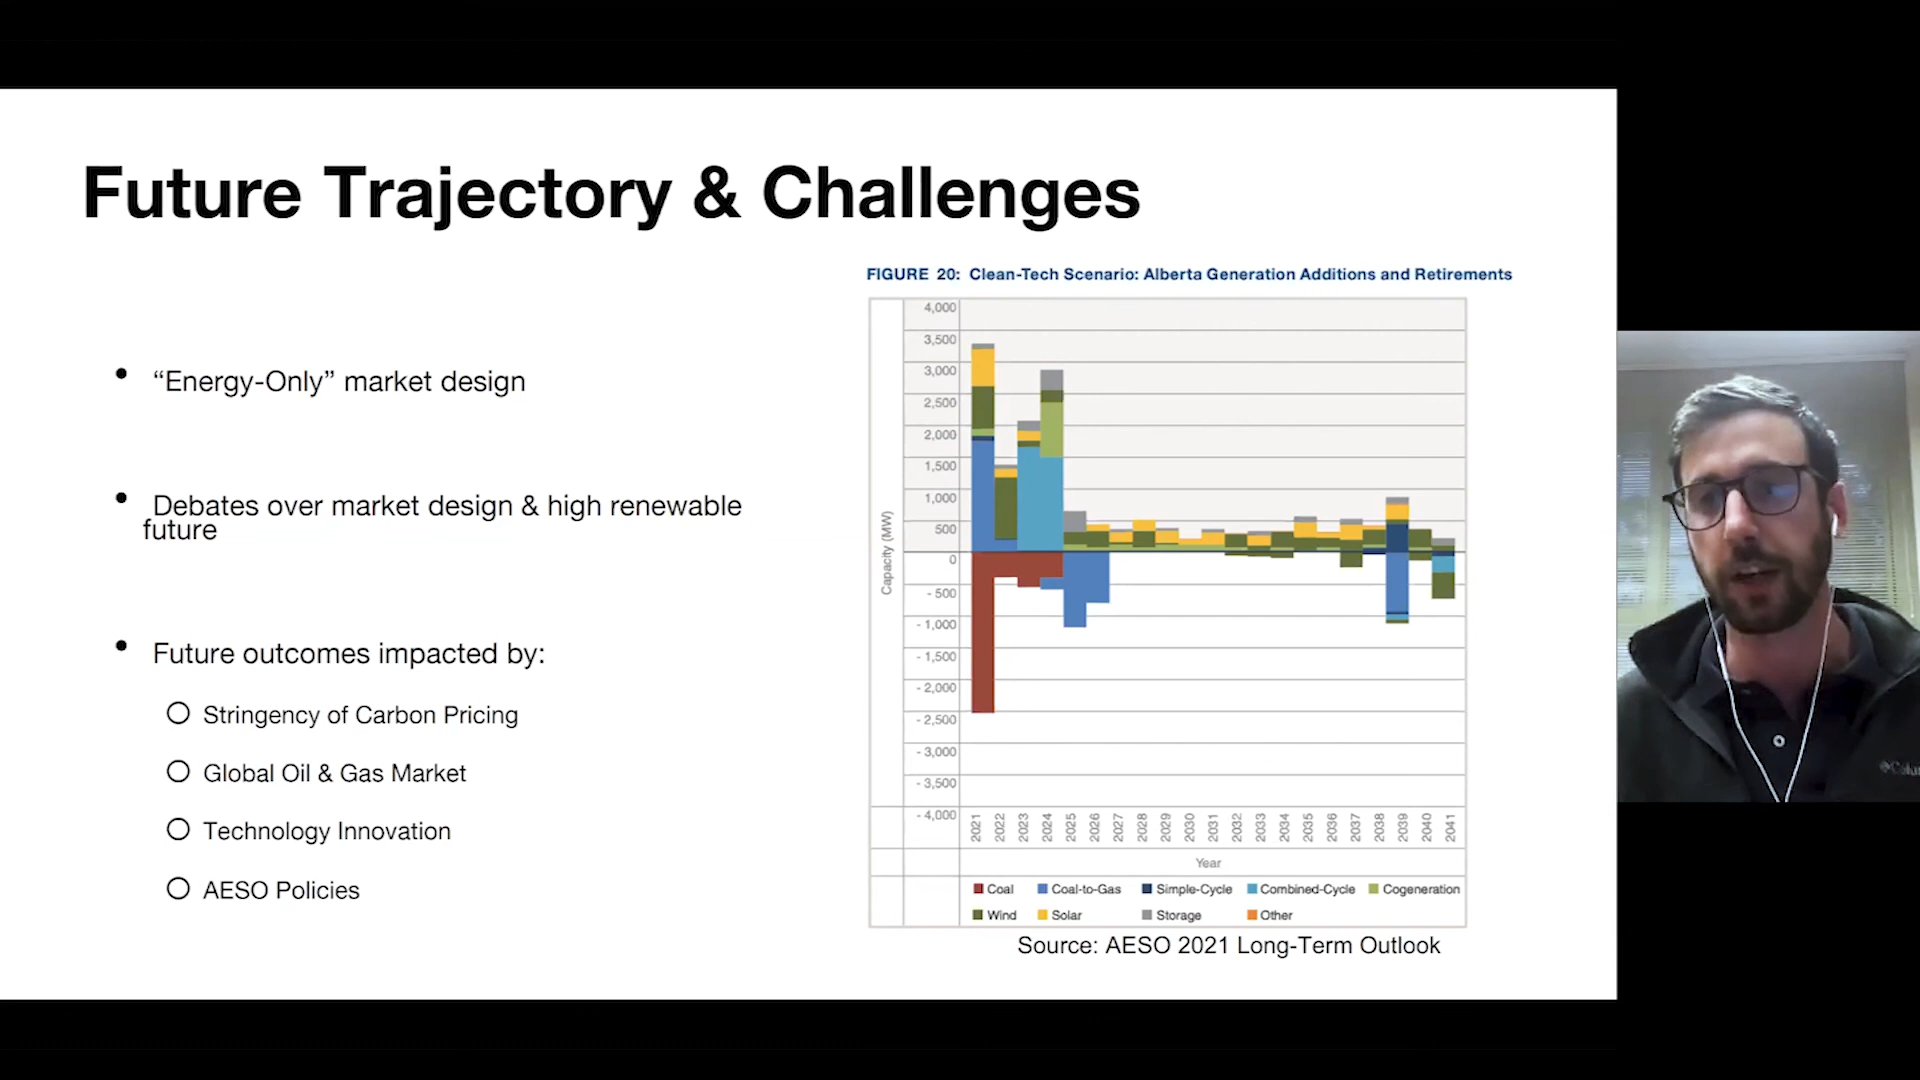 Future Trajectory & Challenges
“Energy-Only” market design
Debates over market design & high renewable
future
Future outcomes impacted by:
Stringency of Carbon Pricing
Global Oil & Gas Market
Technology Innovation
AESO Policies
FIGURE 20: Clean-Tech Scenario: Alberta Generation Additions and Retirements
Capacity (MW)
4,000
3,500
3,000
2,500
2,000
1,500
1,000
500
0
- 500
- 1,000
- 1,500
- 2,000
- 2,500
- 3,000
- 3,500
- 4,000
2021 2022 2023 2024 2025 2026 2027 2028 2029 2030 2031 2032 2033 2034 2035 2036 2037 2038 2039 2040 2041
Year
Coal Coal-to-Gas Simple-Cycle Combined-Cycle Cogeneration
Wind Solar Storage Other
Source: AESO 2021 Long-Term Outlook